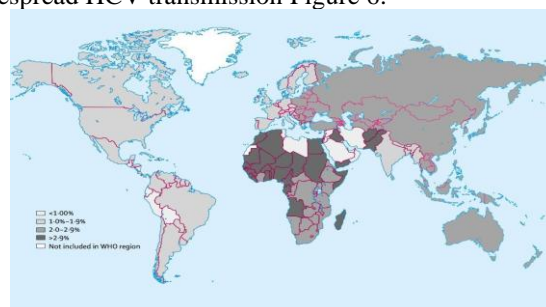 espread HCV transmission Figure 6.
<1·00%
1·0%–1·9%
2·0–2·9%
>2·9%
Not included in WHO region